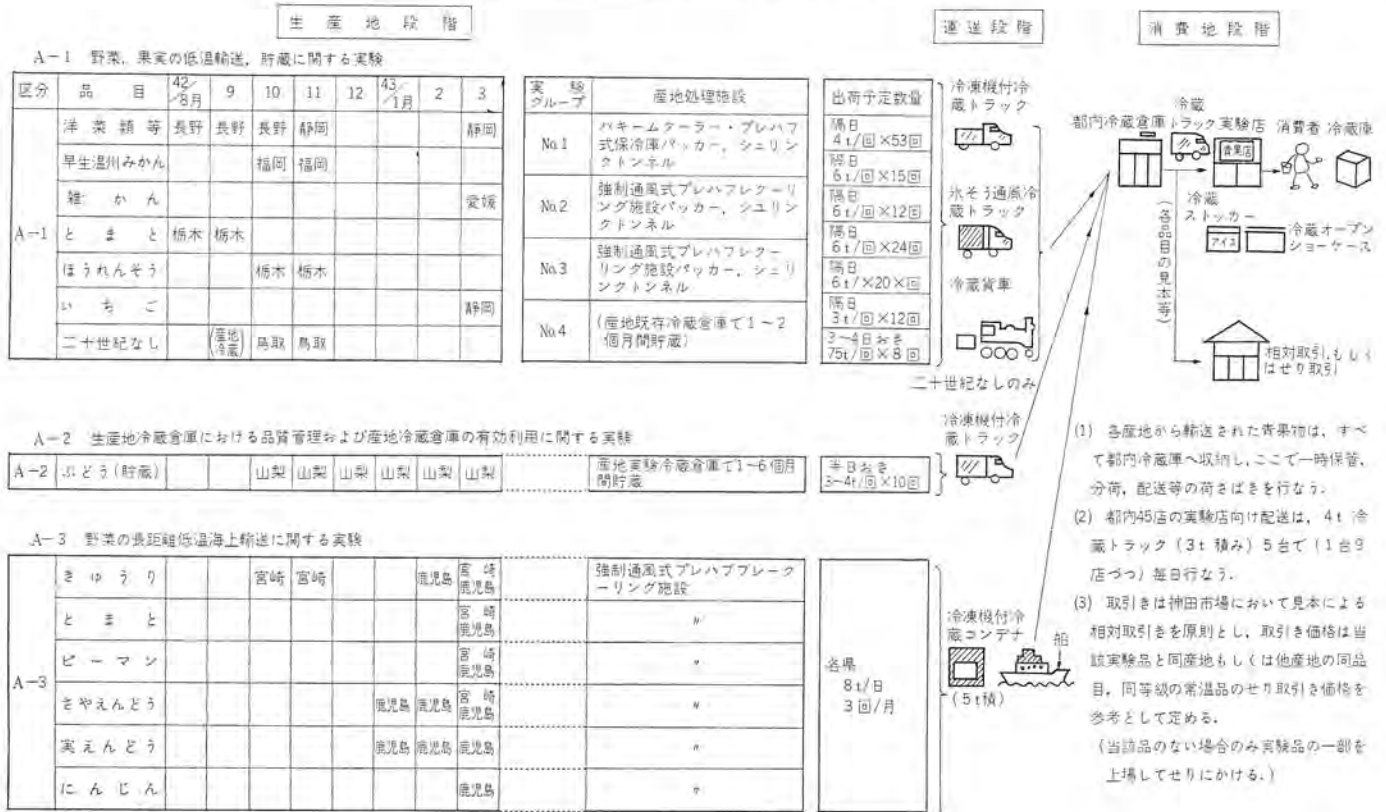 生産地段階
運送段階
消費地段階
A-1 野菜,果実の低温輸送,貯蔵に関する実験
区分 品目 42/8月 9 10 11 12 43/1月 2 3
A-1
洋菜類等 長野 長野 長野 静岡 静岡
早生温州みかん 福岡 福岡
雑かん 愛媛
とまと 栃木 栃木
ほうれんそう 栃木 栃木
いちご 静岡
二十世紀なし (産地冷蔵) 鳥取 鳥取
実験グループ 産地処理施設
No.1 バキームクーラー・プレハフ式保冷庫パッカー,シュリンクトンネル
No.2 強制通風式プレハフレクーリング施設パッカー,シュリンクトンネル
No.3 強制通風式プレハフレクーリング施設パッカー,シュリンクトンネル
No.4 (産地既存冷蔵倉庫で1~2個月間貯蔵)
出荷予定数量
隔日
4t/回×53回
隔日
6t/回×15回
隔日
6t/回×12回
隔日
6t/回×24回
隔日
6t/×20×回
隔日
3t/回×12回
3~4日おき
75t/回×8回
冷凍機付冷
蔵トラック
氷そう通風冷
蔵トラック
冷蔵貨車
二十世紀なしのみ
冷蔵
都内冷蔵倉庫 トラック 実験店 消費者 冷蔵庫
青果店
冷蔵
ストッカー
アイス
冷蔵オープン
ショーケース
(各品目の見本等)
相対取引,もしく
はせり取引
A-2 生産地冷蔵倉庫における品質管理および産地冷蔵倉庫の有効利用に関する実験
A-2 ぶどう(貯蔵) 山梨 山梨 山梨 山梨 山梨 山梨
産地実験冷蔵倉庫で1~6個月
間貯蔵
半日おき
3~4t/回×10回
冷凍機付冷
蔵トラック
A-3 野菜の長距離低温海上輸送に関する実験
A-3
きゅうり 宮崎 宮崎 鹿児島 宮崎 鹿児島
とまと 宮崎 鹿児島
ピーマン 宮崎 鹿児島
さやえんどう 鹿児島 鹿児島 宮崎 鹿児島
実えんどう 鹿児島 鹿児島 鹿児島
にんじん 鹿児島
強制通風式プレハブプレーク
ーリング施設
〃
〃
〃
〃
〃
各県
8t/日
3回/月
冷凍機付冷
蔵コンテナ
(5t積)
船
(1) 各産地から輸送された青果物は,すべ
て都内冷蔵庫へ収納し,ここで一時保管,
分荷,配送等の荷さばきを行なう.
(2) 都内45店の実験店向け配送は,4t冷
蔵トラック(3t積み)5台で(1台9
店づつ)毎日行なう.
(3) 取引きは神田市場において見本による
相対取引きを原則とし,取引き価格は当
該実験品と同産地もしくは他産地の同品
目,同等級の常温品のせり取引き価格を
参考として定める.
(当該品のない場合のみ実験品の一部を
上場してせりにかける.)